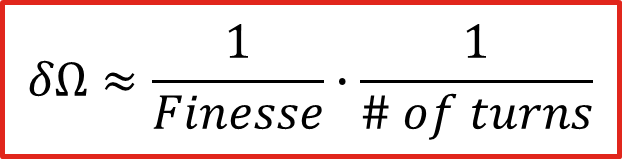 δΩ ≈ 1/Finesse · 1/# of turns